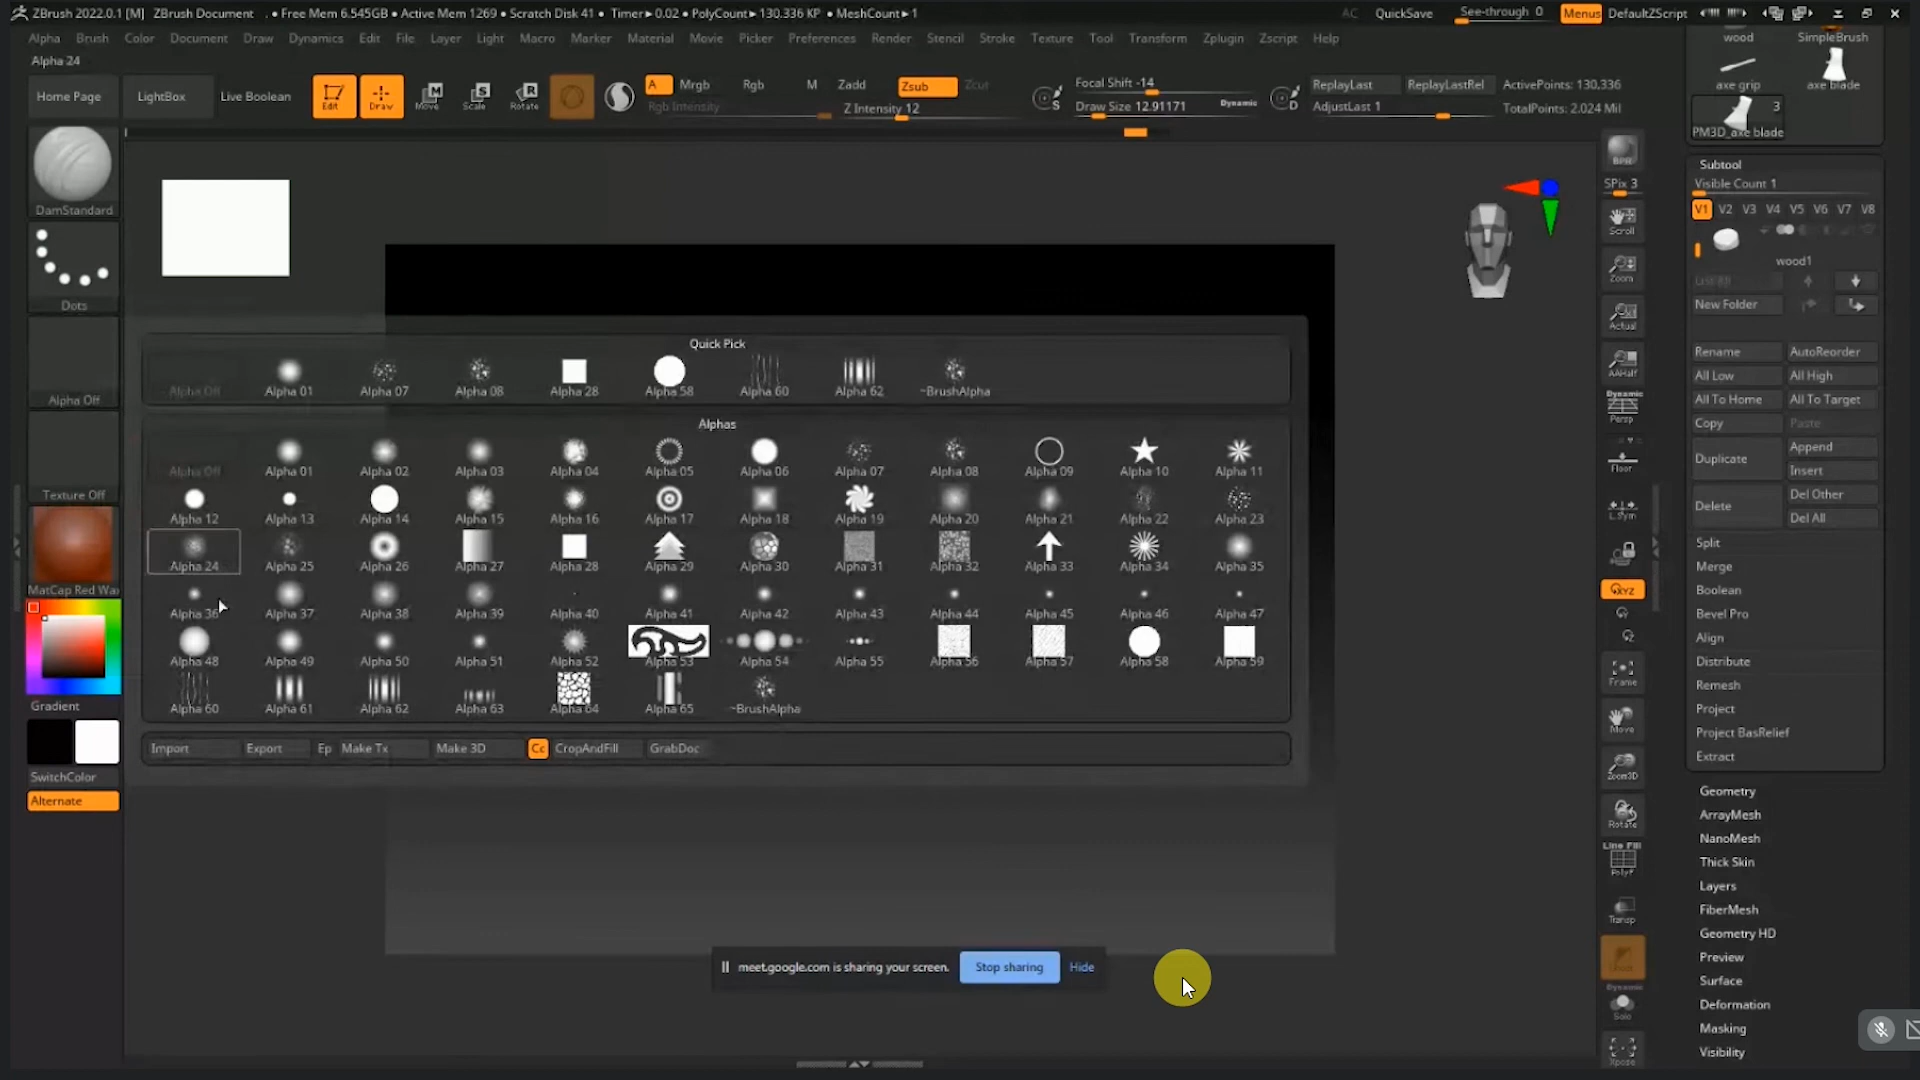 ZBrush 2022.0.1 [M] ZBrush Document . • Free Mem 6.545GB • Active Mem 1269 • Scratch Disk 41 • Timer▸0.02 • PolyCount▸130.336 KP • MeshCount▸1 AC QuickSave See-through 0 Menus DefaultZScript
Alpha Brush Color Document Draw Dynamics Edit File Layer Light Macro Marker Material Movie Picker Preferences Render Stencil Stroke Texture Tool Transform Zplugin Zscript Help
Alpha 24
Home Page LightBox Live Boolean Edit Draw Move Scale Rotate A Mrgb Rgb M Zadd Zsub Zcut Focal Shift -14 ReplayLast ReplayLastRel ActivePoints: 130,336
Rgb Intensity Z Intensity 12 S Draw Size 12.91171 Dynamic D AdjustLast 1 TotalPoints: 2.024 Mil
wood SimpleBrush
axe grip axe blade
3
PM3D_axe blade
DamStandard
Dots
Alpha Off
Texture Off
MatCap Red Wax
Gradient
SwitchColor
Alternate
Quick Pick
Alpha Off Alpha 01 Alpha 07 Alpha 08 Alpha 28 Alpha 58 Alpha 60 Alpha 62 ~BrushAlpha
Alphas
Alpha Off Alpha 01 Alpha 02 Alpha 03 Alpha 04 Alpha 05 Alpha 06 Alpha 07 Alpha 08 Alpha 09 Alpha 10 Alpha 11
Alpha 12 Alpha 13 Alpha 14 Alpha 15 Alpha 16 Alpha 17 Alpha 18 Alpha 19 Alpha 20 Alpha 21 Alpha 22 Alpha 23
Alpha 24 Alpha 25 Alpha 26 Alpha 27 Alpha 28 Alpha 29 Alpha 30 Alpha 31 Alpha 32 Alpha 33 Alpha 34 Alpha 35
Alpha 36 Alpha 37 Alpha 38 Alpha 39 Alpha 40 Alpha 41 Alpha 42 Alpha 43 Alpha 44 Alpha 45 Alpha 46 Alpha 47
Alpha 48 Alpha 49 Alpha 50 Alpha 51 Alpha 52 Alpha 53 Alpha 54 Alpha 55 Alpha 56 Alpha 57 Alpha 58 Alpha 59
Alpha 60 Alpha 61 Alpha 62 Alpha 63 Alpha 64 Alpha 65 ~BrushAlpha
Import Export Ep Make Tx Make 3D Cc CropAndFill GrabDoc
meet.google.com is sharing your screen. Stop sharing Hide
BPR
SPix 3
Scroll
Zoom
Actual
AAHalf
Dynamic
Persp
Floor
L.Sym
XYZ
Frame
Move
Zoom3D
Rotate
Line Fill
PolyF
Transp
Dynamic
Solo
Xpose
Subtool
Visible Count 1
V1 V2 V3 V4 V5 V6 V7 V8
wood1
List All
New Folder
Rename AutoReorder
All Low All High
All To Home All To Target
Copy Paste
Duplicate Append
Insert
Delete Del Other
Del All
Split
Merge
Boolean
Bevel Pro
Align
Distribute
Remesh
Project
Project BasRelief
Extract
Geometry
ArrayMesh
NanoMesh
Thick Skin
Layers
FiberMesh
Geometry HD
Preview
Surface
Deformation
Masking
Visibility